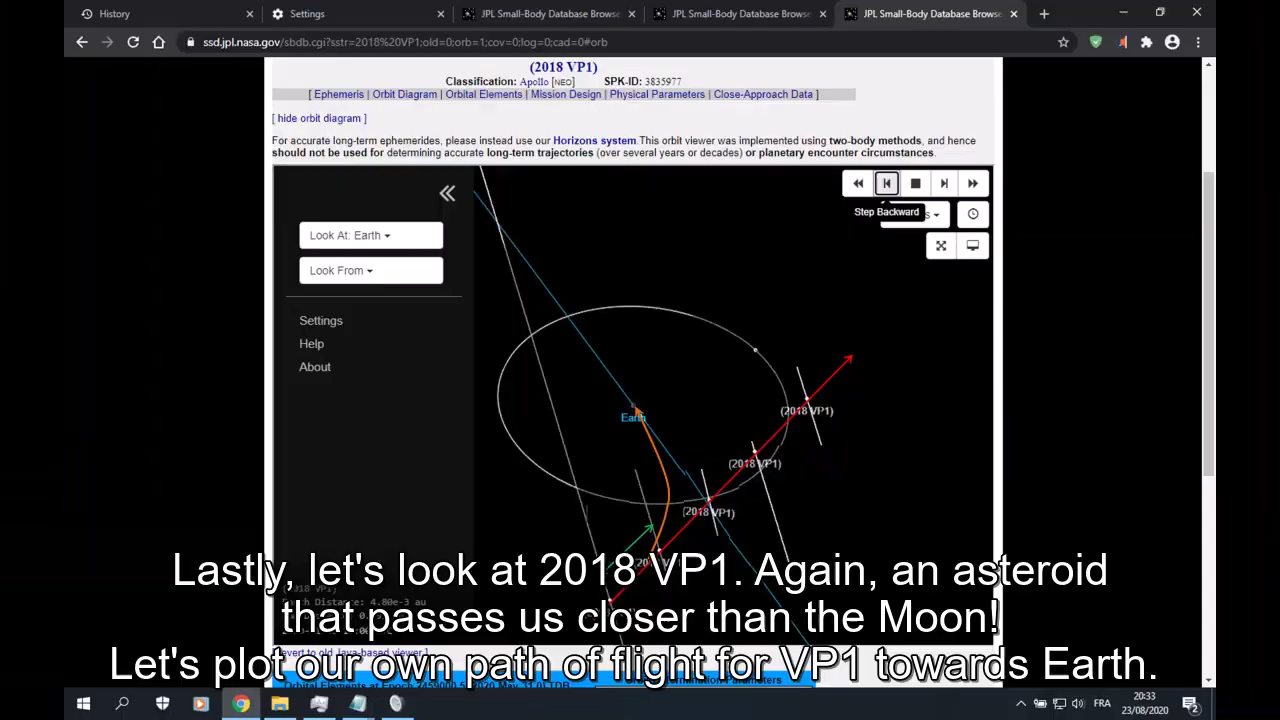 History
Settings
JPL Small-Body Database Browse
JPL Small-Body Database Browse
JPL Small-Body Database Browse
ssd.jpl.nasa.gov/sbdb.cgi?sstr=2018%20VP1;old=0;orb=1;cov=0;log=0;cad=0#orb
(2018 VP1)
Classification: Apollo [NEO] SPK-ID: 3835977
[ Ephemeris | Orbit Diagram | Orbital Elements | Mission Design | Physical Parameters | Close-Approach Data ]
[ hide orbit diagram ]
For accurate long-term ephemerides, please instead use our Horizons system.This orbit viewer was implemented using two-body methods, and hence
should not be used for determining accurate long-term trajectories (over several years or decades) or planetary encounter circumstances.
Step Backward
Look At: Earth
Look From
Settings
Help
About
Earth
(2018 VP1)
(2018 VP1)
(2018 VP1)
Lastly, let's look at 2018 VP1. Again, an asteroid
that passes us closer than the Moon!
Let's plot our own path of flight for VP1 towards Earth.
Earth Distance: 4.80e-3 au
FRA
20:33
23/08/2020
2